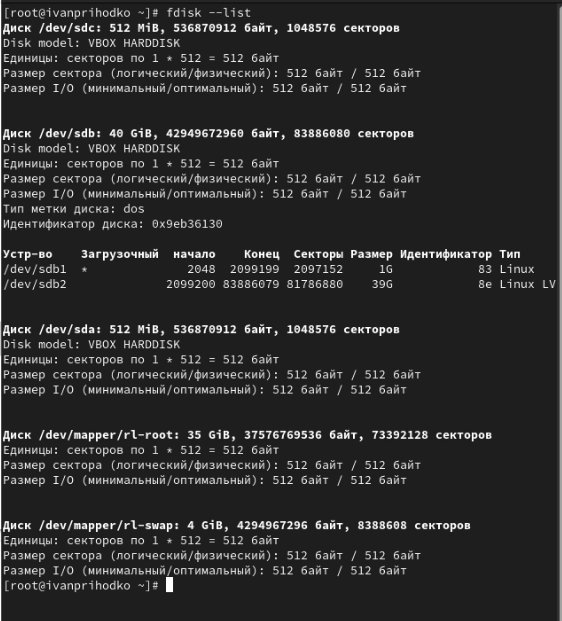 [root@ivanprihodko ~]# fdisk --list
Диск /dev/sdc: 512 MiB, 536870912 байт, 1048576 секторов
Disk model: VBOX HARDDISK
Единицы: секторов по 1 * 512 = 512 байт
Размер сектора (логический/физический): 512 байт / 512 байт
Размер I/O (минимальный/оптимальный): 512 байт / 512 байт
Диск /dev/sdb: 40 GiB, 42949672960 байт, 83886080 секторов
Disk model: VBOX HARDDISK
Единицы: секторов по 1 * 512 = 512 байт
Размер сектора (логический/физический): 512 байт / 512 байт
Размер I/O (минимальный/оптимальный): 512 байт / 512 байт
Тип метки диска: dos
Идентификатор диска: 0x9eb36130
Устр-во Загрузочный начало Конец Секторы Размер Идентификатор Тип
/dev/sdb1 * 2048 2099199 2097152 1G 83 Linux
/dev/sdb2 2099200 83886079 81786880 39G 8e Linux LV
Диск /dev/sda: 512 MiB, 536870912 байт, 1048576 секторов
Disk model: VBOX HARDDISK
Единицы: секторов по 1 * 512 = 512 байт
Размер сектора (логический/физический): 512 байт / 512 байт
Размер I/O (минимальный/оптимальный): 512 байт / 512 байт
Диск /dev/mapper/rl-root: 35 GiB, 37576769536 байт, 73392128 секторов
Единицы: секторов по 1 * 512 = 512 байт
Размер сектора (логический/физический): 512 байт / 512 байт
Размер I/O (минимальный/оптимальный): 512 байт / 512 байт
Диск /dev/mapper/rl-swap: 4 GiB, 4294967296 байт, 8388608 секторов
Единицы: секторов по 1 * 512 = 512 байт
Размер сектора (логический/физический): 512 байт / 512 байт
Размер I/O (минимальный/оптимальный): 512 байт / 512 байт
[root@ivanprihodko ~]#